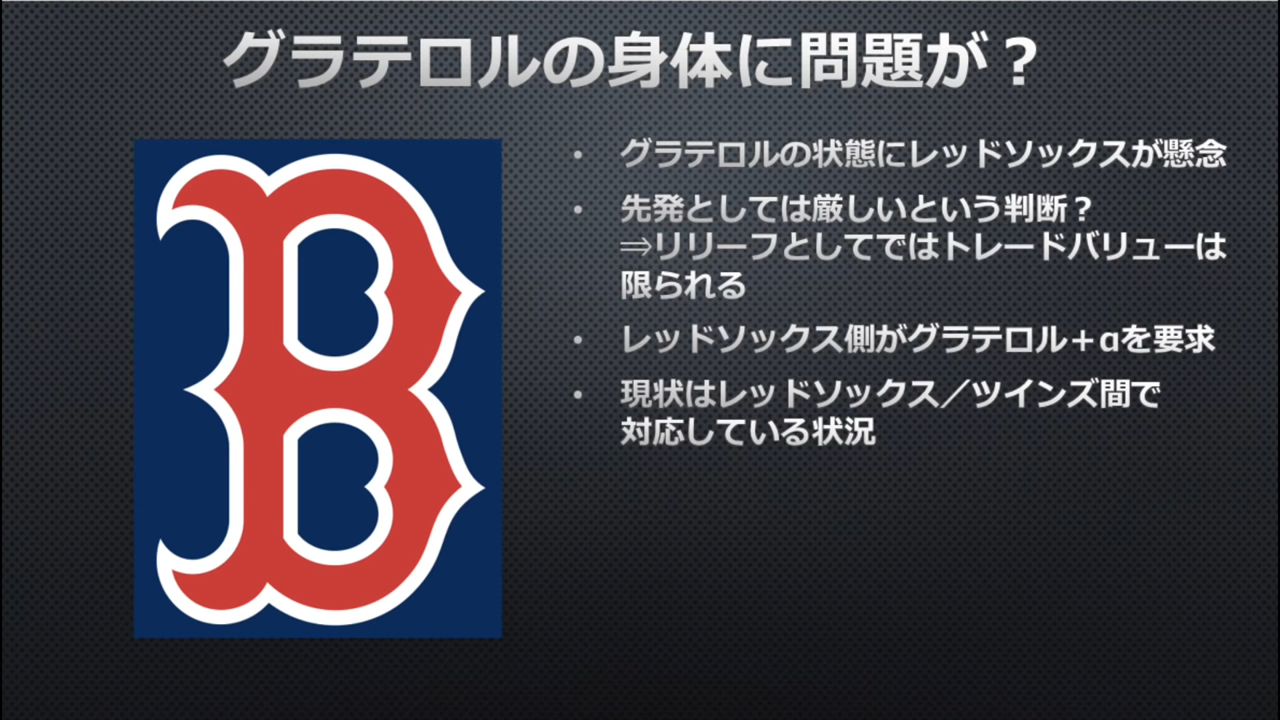 グラテロルの身体に問題が？
B
・ グラテロルの状態にレッドソックスが懸念
・ 先発としては厳しいという判断？
⇒リリーフとしてではトレードバリューは
限られる
・ レッドソックス側がグラテロル＋αを要求
・ 現状はレッドソックス／ツインズ間で
対応している状況